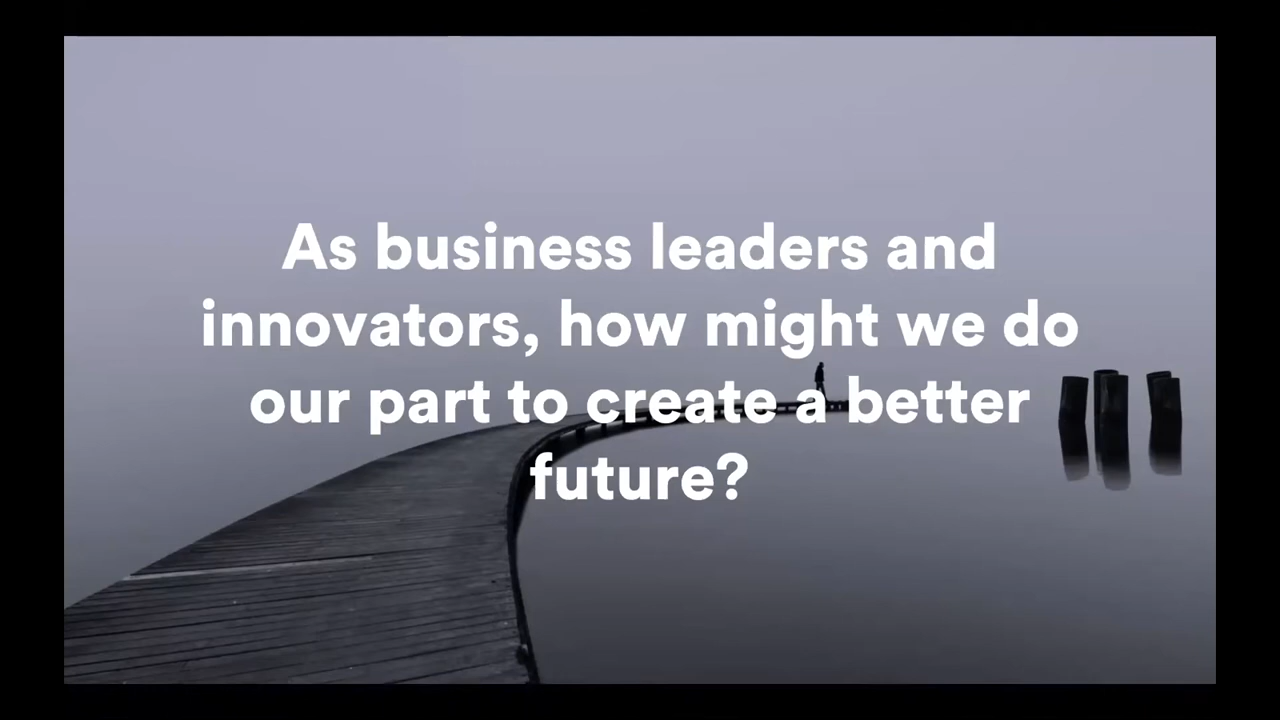 As business leaders and
innovators, how might we do
our part to create a better
future?